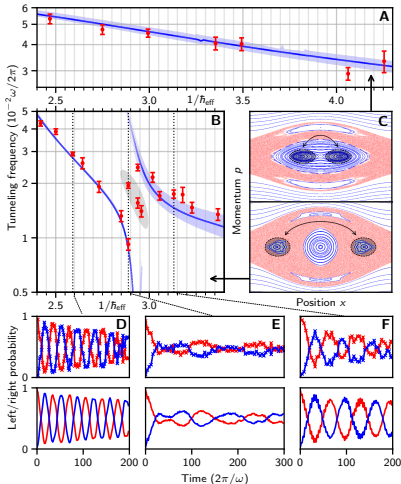 A
6
5
4
3
2.5
3.0
3.5
4.0
1/ℏeff
Tunneling frequency (10⁻²ω/2π)
B
5
4
3
2
1
0.5
2.5
1/ℏeff
3.0
C
Momentum p
Position x
D
E
F
Left/right probability
1
0
1
0
0
100
200
0
100
200
300
0
100
200
Time (2π/ω)